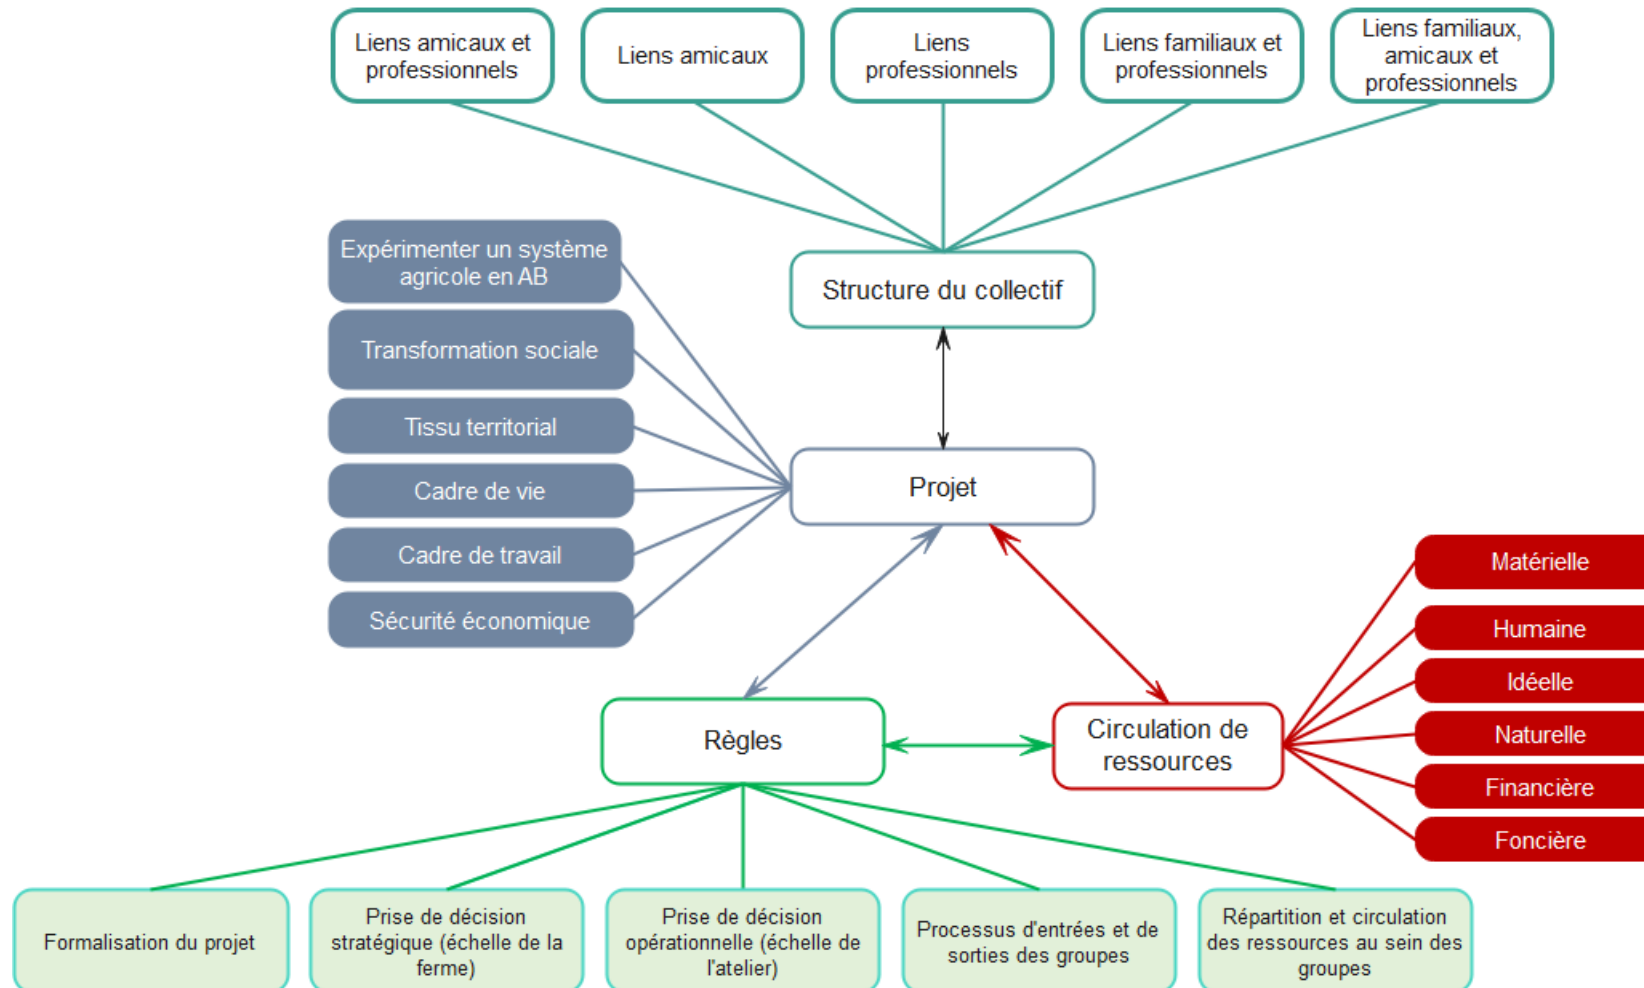 Liens amicaux et
professionnels
Liens amicaux
Liens
professionnels
Liens familiaux et
professionnels
Liens familiaux,
amicaux et
professionnels
Structure du collectif
Expérimenter un système
agricole en AB
Transformation sociale
Tissu territorial
Cadre de vie
Cadre de travail
Sécurité économique
Projet
Matérielle
Humaine
Idéelle
Naturelle
Financière
Foncière
Règles
Circulation de
ressources
Formalisation du projet
Prise de décision
stratégique (échelle de la
ferme)
Prise de décision
opérationnelle (échelle de
l'atelier)
Processus d'entrées et de
sorties des groupes
Répartition et circulation
des ressources au sein des
groupes